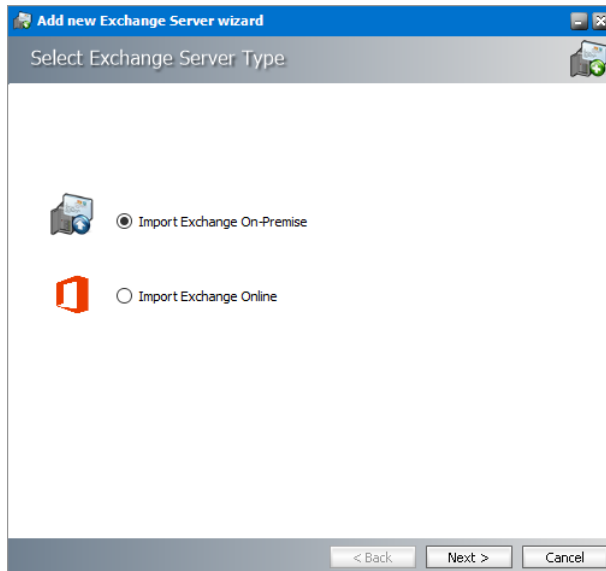 Add new Exchange Server wizard
Select Exchange Server Type
Import Exchange On-Premise
Import Exchange Online
< Back Next > Cancel